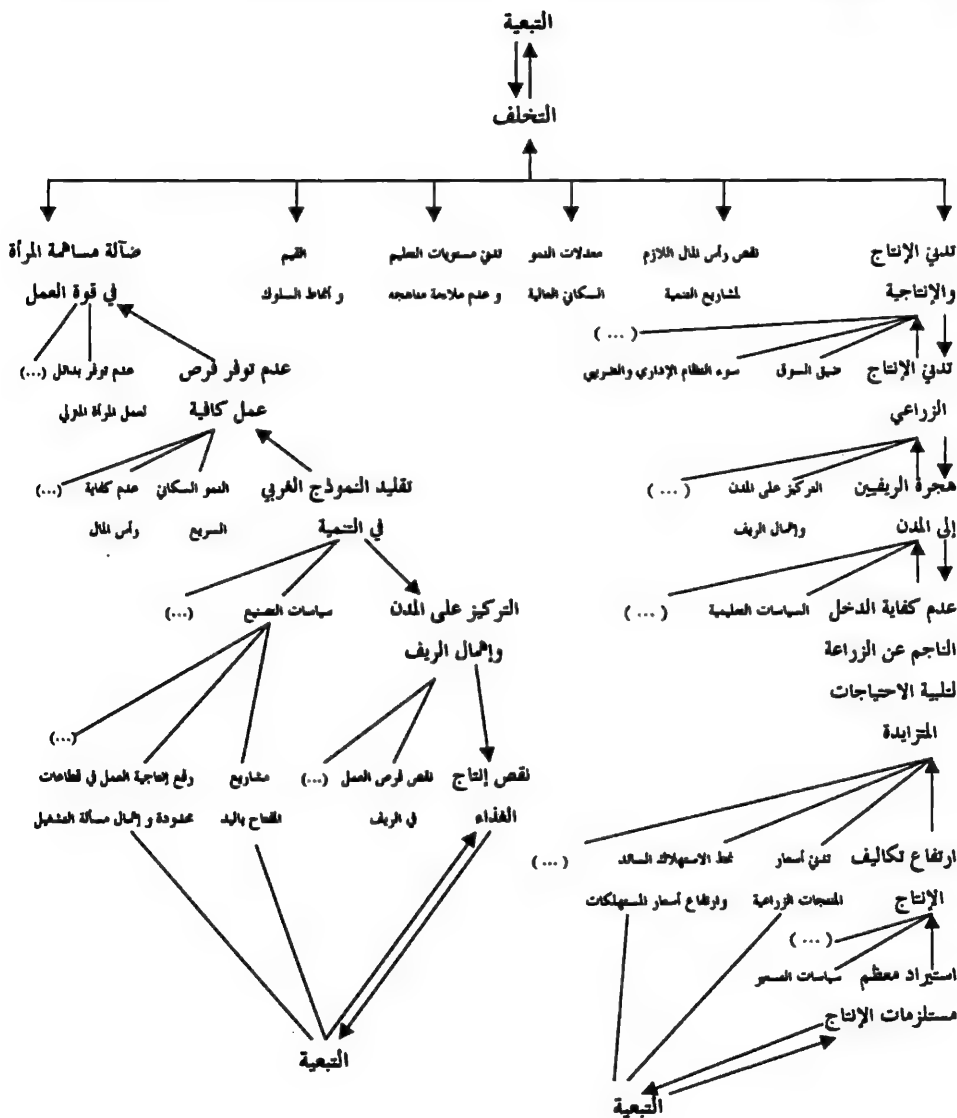 التبعية
التخلف
تدني الإنتاج
والإنتاجية
نقص رأس المال اللازم
لمشاريع التنمية
معدلات النمو
السكاني العالية
تدني مستويات التعليم
و عدم ملاءمة مناهجه
القيم
و أنماط السلوك
ضآلة مساهمة المرأة
في قوة العمل
( ... )
تدني الإنتاج
الزراعي
ضيق السوق
سوء النظام الإداري والضريبي
عدم توفر فرص
عمل كافية
عدم توفر بدائل
لعمل المرأة المنزلي
(...)
هجرة الريفيين
إلى المدن
التركيز على المدن
وإهمال الريف
( ... )
تقليد النموذج الغربي
في التنمية
النمو السكاني
السريع
عدم كفاية
رأس المال
(...)
عدم كفاية الدخل
الناجم عن الزراعة
لتلبية الاحتياجات
المتزايدة
السياسات التعليمية
( ... )
التركيز على المدن
وإهمال الريف
سياسات التصنيع
(...)
(...)
نقص إنتاج
الغذاء
نقص فرص العمل
في الريف
(...)
مشاريع
المفتاح باليد
رفع إنتاجية العمل في قطاعات
محدودة و إهمال مسألة التشغيل
ارتفاع تكاليف
الإنتاج
تدني أسعار
المنتجات الزراعية
نمط الاستهلاك السائد
وارتفاع أسعار المستهلكات
( ... )
( ... )
استيراد معظم
مستلزمات الإنتاج
سياسات التسعير
التبعية
التبعية